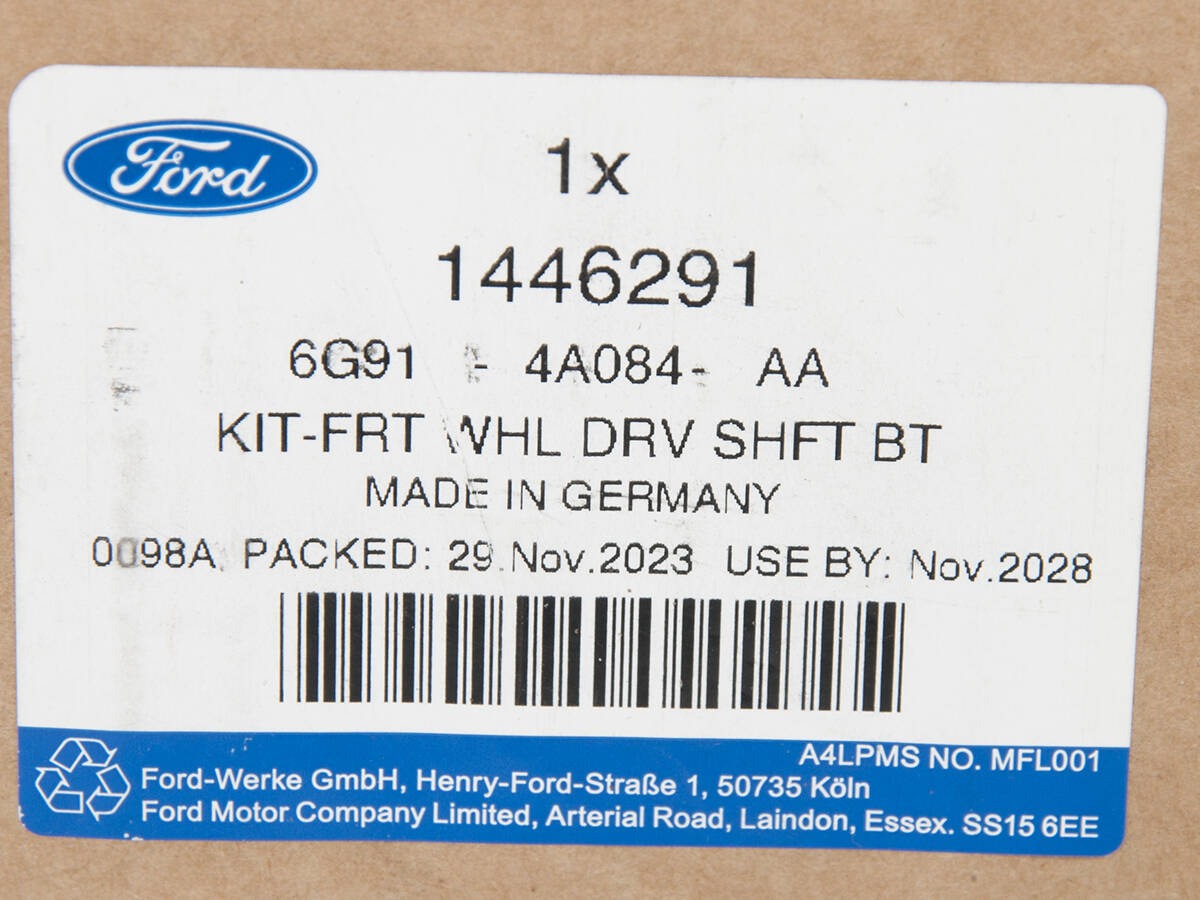 Ford
1x
1446291
6G91 - 4A084- AA
KIT-FRT WHL DRV SHFT BT
MADE IN GERMANY
0098A PACKED: 29.Nov.2023 USE BY: Nov.2028
A4LPMS NO. MFL001
Ford-Werke GmbH, Henry-Ford-Straße 1, 50735 Köln
Ford Motor Company Limited, Arterial Road, Laindon, Essex. SS15 6EE